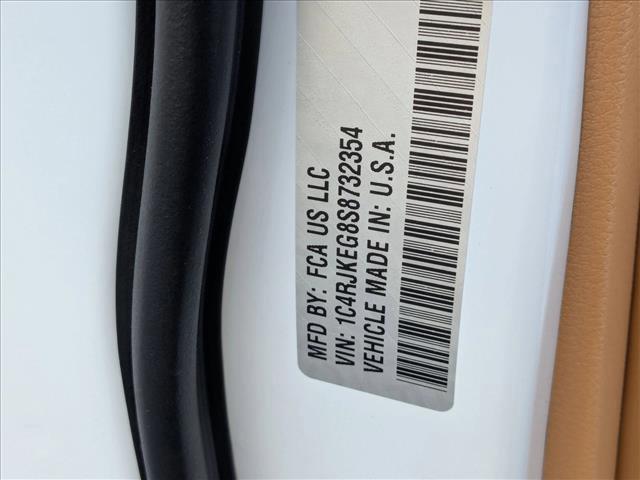 MFD BY: FCA US LLC
VIN: 1C4RJKEG8S8732354
VEHICLE MADE IN: U.S.A.